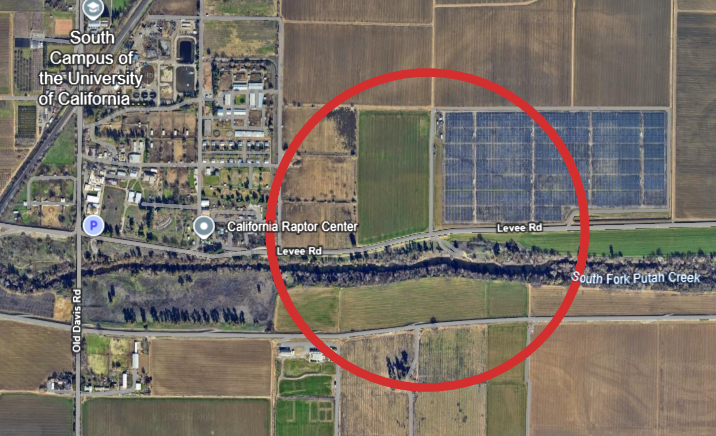 South
Campus of
the University
of California...
California Raptor Center
P
Levee Rd
Levee Rd
South Fork Putah Creek
Old Davis Rd